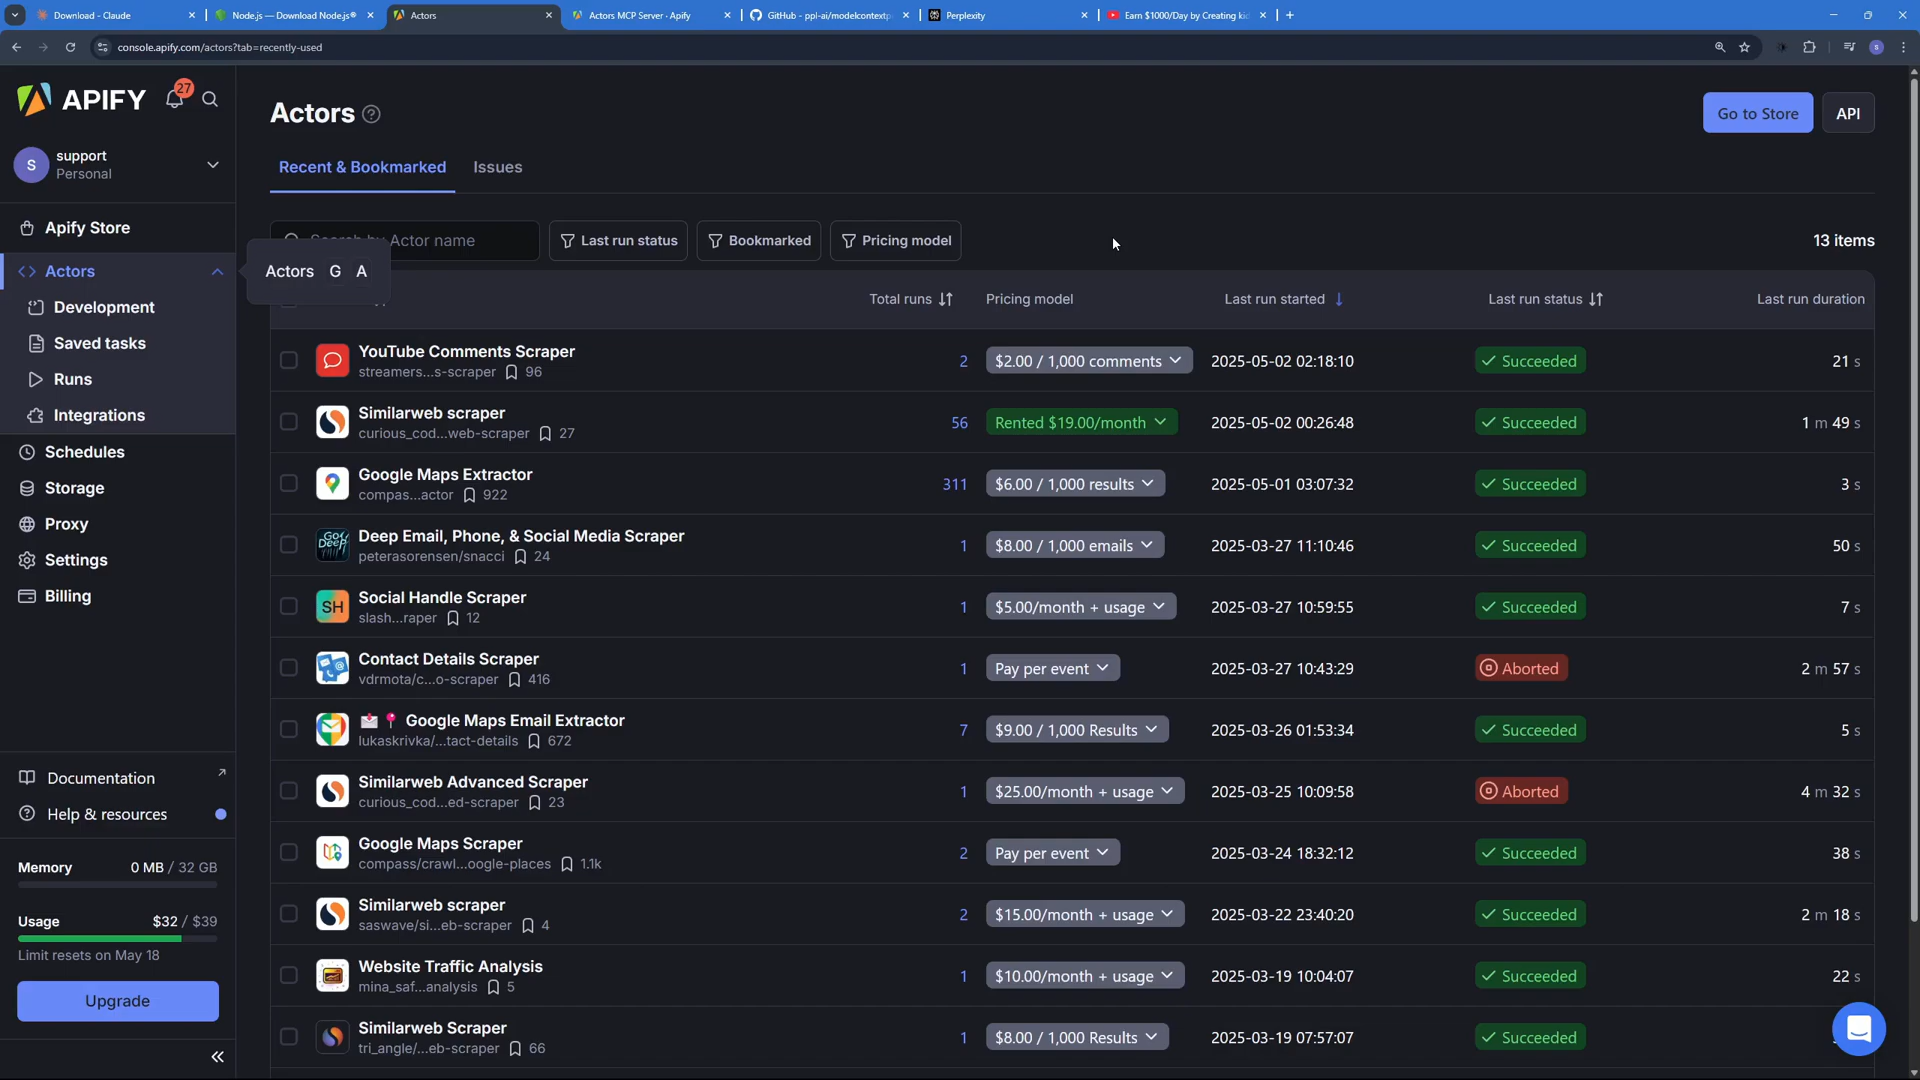 Download - Claude
Node.js — Download Node.js®
Actors
Actors MCP Server · Apify
GitHub - ppl-ai/modelcontextp
Perplexity
Earn $1000/Day by Creating kid
console.apify.com/actors?tab=recently-used
S
APIFY
27
S
support
Personal
Apify Store
Actors
Development
Saved tasks
Runs
Integrations
Schedules
Storage
Proxy
Settings
Billing
Documentation
Help & resources
Memory 0 MB / 32 GB
Usage $32 / $39
Limit resets on May 18
Upgrade
Actors
Go to Store
API
Recent & Bookmarked
Issues
Search by Actor name
Last run status
Bookmarked
Pricing model
13 items
Actors G A
Total runs
Pricing model
Last run started
Last run status
Last run duration
YouTube Comments Scraper
streamers...s-scraper 96
2
$2.00 / 1,000 comments
2025-05-02 02:18:10
Succeeded
21 s
Similarweb scraper
curious_cod...web-scraper 27
56
Rented $19.00/month
2025-05-02 00:26:48
Succeeded
1 m 49 s
Google Maps Extractor
compas...actor 922
311
$6.00 / 1,000 results
2025-05-01 03:07:32
Succeeded
3 s
Go Deep
Deep Email, Phone, & Social Media Scraper
peterasorensen/snacci 24
1
$8.00 / 1,000 emails
2025-03-27 11:10:46
Succeeded
50 s
SH
Social Handle Scraper
slash...raper 12
1
$5.00/month + usage
2025-03-27 10:59:55
Succeeded
7 s
Contact Details Scraper
vdrmota/c...o-scraper 416
1
Pay per event
2025-03-27 10:43:29
Aborted
2 m 57 s
Google Maps Email Extractor
lukaskrivka/...tact-details 672
7
$9.00 / 1,000 Results
2025-03-26 01:53:34
Succeeded
5 s
Similarweb Advanced Scraper
curious_cod...ed-scraper 23
1
$25.00/month + usage
2025-03-25 10:09:58
Aborted
4 m 32 s
Google Maps Scraper
compass/crawl...oogle-places 1.1k
2
Pay per event
2025-03-24 18:32:12
Succeeded
38 s
Similarweb scraper
saswave/si...eb-scraper 4
2
$15.00/month + usage
2025-03-22 23:40:20
Succeeded
2 m 18 s
Website Traffic Analysis
mina_saf...analysis 5
1
$10.00/month + usage
2025-03-19 10:04:07
Succeeded
22 s
Similarweb Scraper
tri_angle/...eb-scraper 66
1
$8.00 / 1,000 Results
2025-03-19 07:57:07
Succeeded